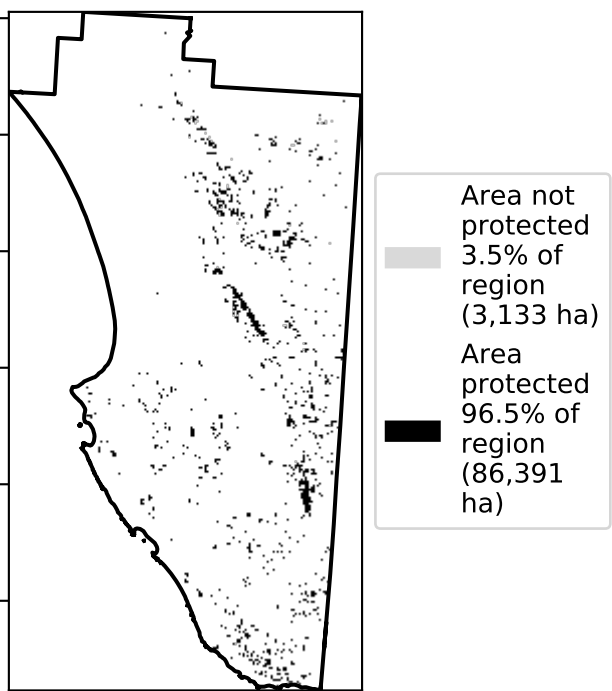 Area not
protected
3.5% of
region
(3,133 ha)
Area
protected
96.5% of
region
(86,391
ha)